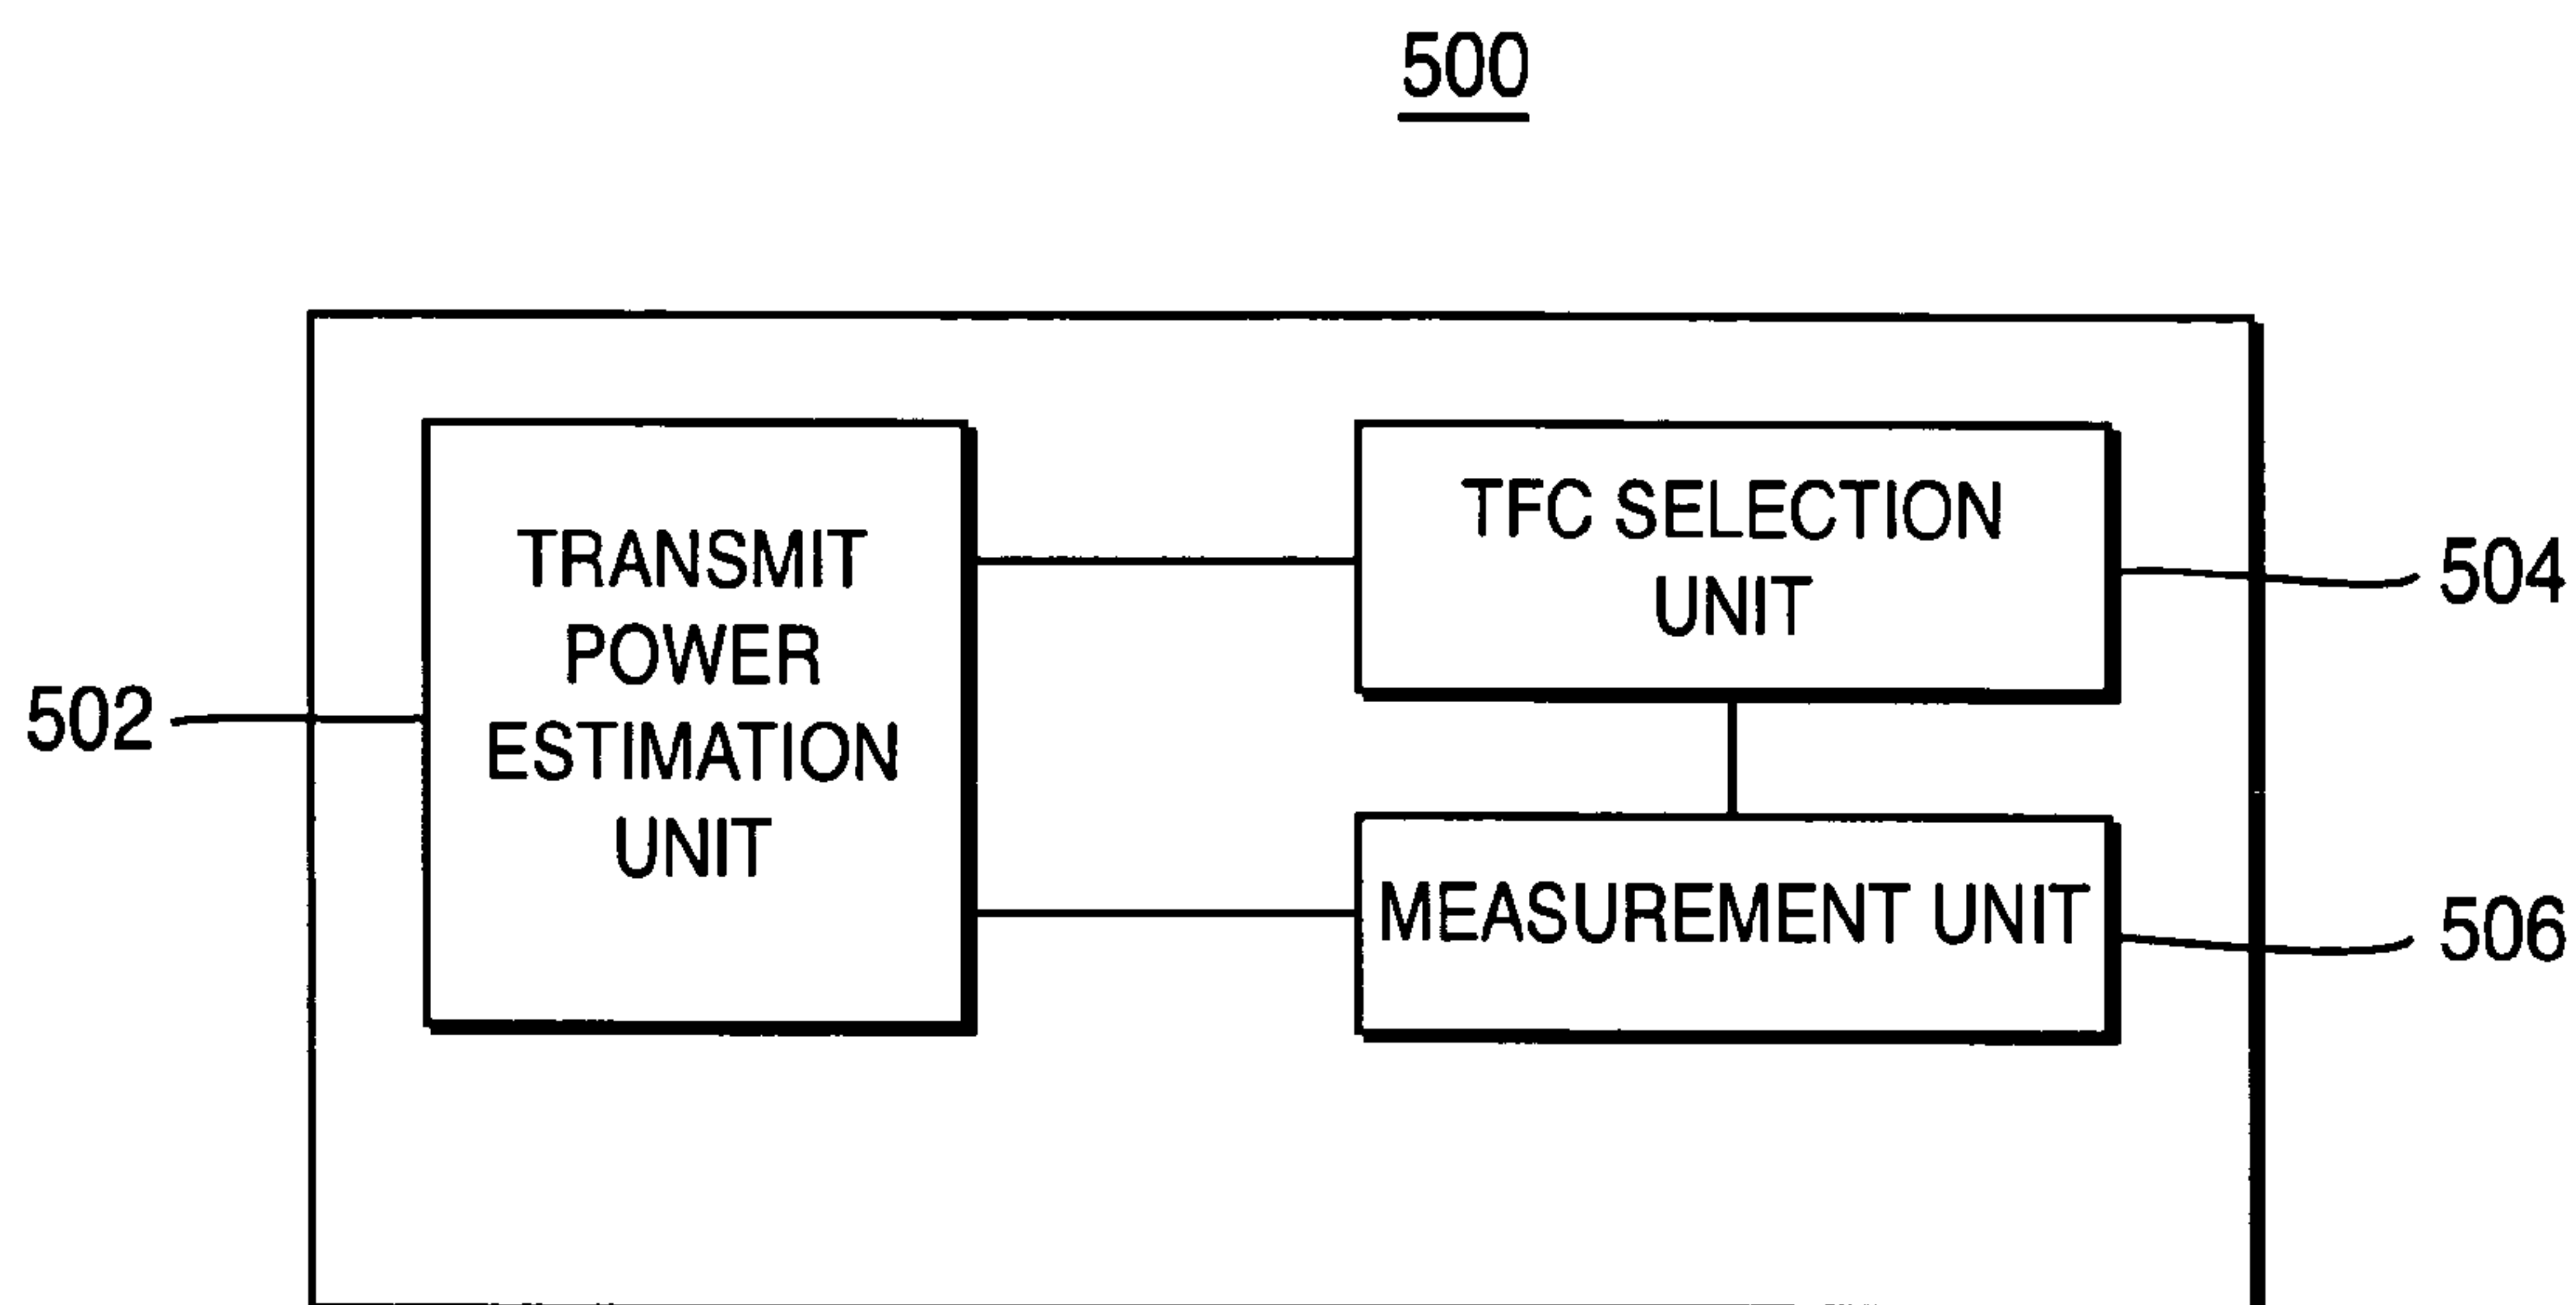 500
TRANSMIT
POWER
ESTIMATION
UNIT
TFC SELECTION
UNIT
MEASUREMENT UNIT
502
504
506